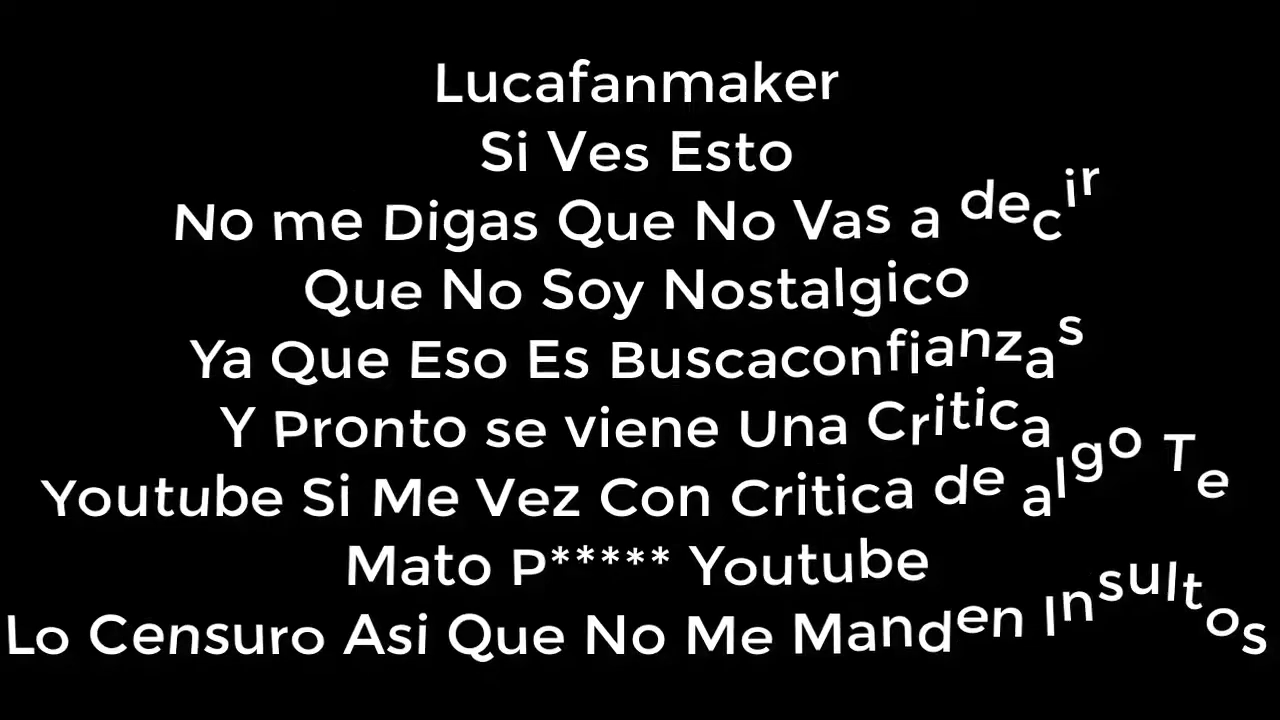 Lucafanmaker
Si Ves Esto
No me Digas Que No Vas a decir
Que No Soy Nostalgico
Ya Que Eso Es Buscaconfianzas
Y Pronto se viene Una Critica
Youtube Si Me Vez Con Critica de algo Te
Mato P***** Youtube
Lo Censuro Asi Que No Me Manden Insultos